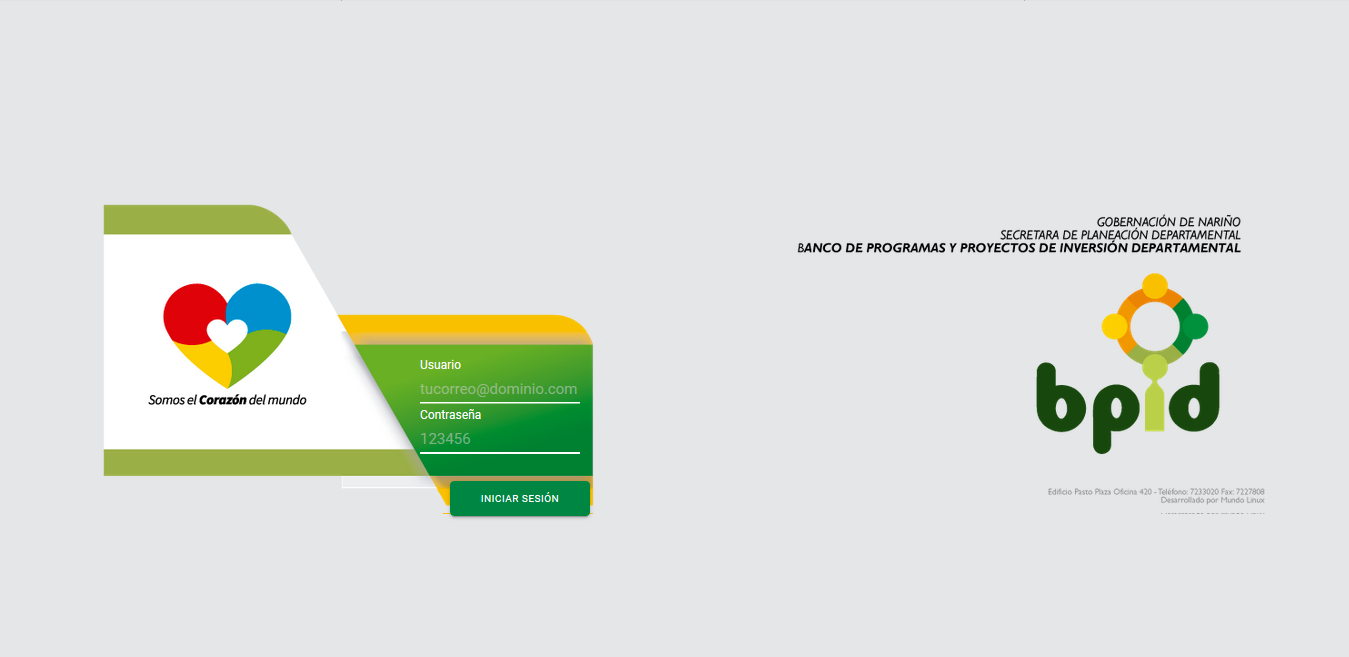 GOBERNACIÓN DE NARIÑO
SECRETARA DE PLANEACIÓN DEPARTAMENTAL
BANCO DE PROGRAMAS Y PROYECTOS DE INVERSIÓN DEPARTAMENTAL
Somos el Corazón del mundo
Usuario
tucorreo@dominio.com
Contraseña
123456
INICIAR SESIÓN
bpid
Edificio Pasto Plaza Oficina 420 - Teléfono: 7233020 Fax: 7227808
Desarrollado por Mundo Linux